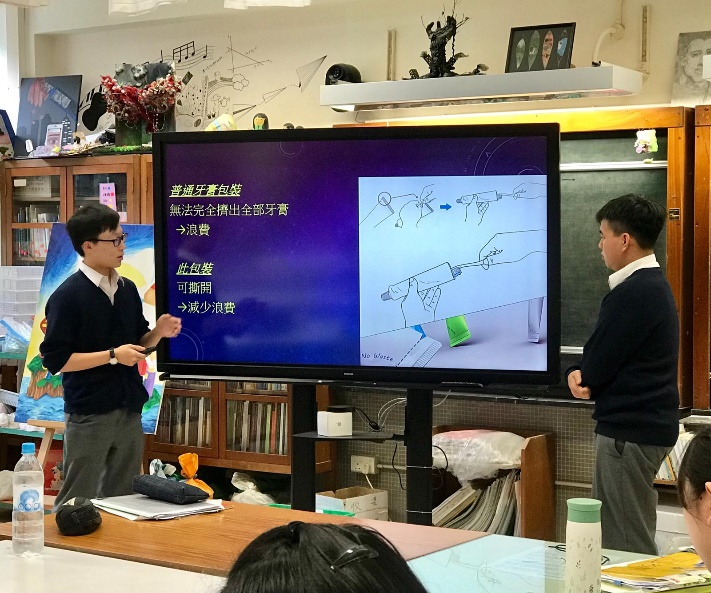 普通牙膏包裝
無法完全擠出全部牙膏
→浪費
此包裝
可撕開
→減少浪費
No Waste